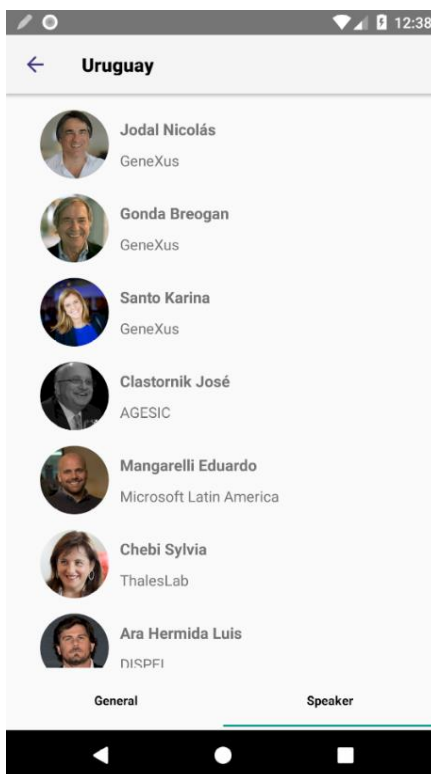 12:38
Uruguay
Jodal Nicolás
GeneXus
Gonda Breogan
GeneXus
Santo Karina
GeneXus
Clastornik José
AGESIC
Mangarelli Eduardo
Microsoft Latin America
Chebi Sylvia
ThalesLab
Ara Hermida Luis
General
Speaker